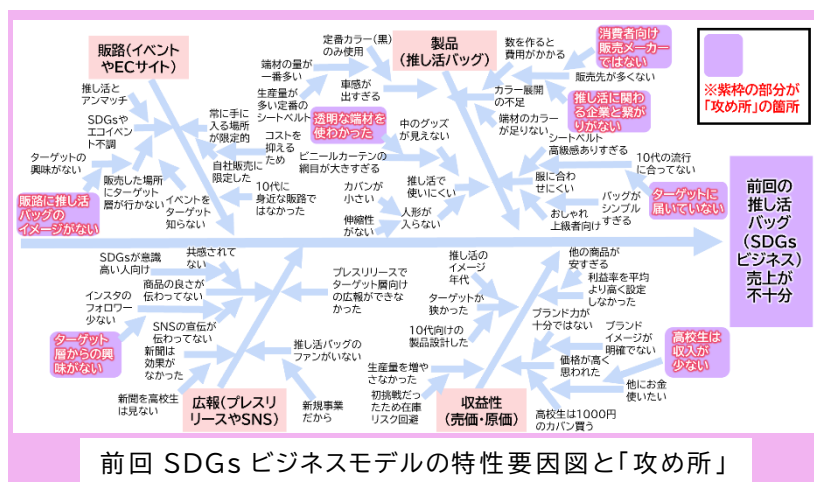 販路(イベント
やECサイト)
推し活と
アンマッチ
SDGsや
エコイベン
ト不調
ターゲットの
興味がない
販売した場所
にターゲット
層が行かない
販路に推し活
バッグの
イメージがない
イベントを
ターゲット
知らない
常に手に
入る場所
が限定的
自社販売に
限定した
10代に
身近な販路で
はなかった
製品
(推し活バッグ)
定番カラー(黒)
のみ使用
端材の量が
一番多い
生産量が
多い定番の
シートベルト
コストを
抑える
ため
車感が
出すぎる
透明な端材を
使わかった
中のグッズ
が見えない
ビニールカーテンの
網目が大きすぎる
カバンが
小さい
伸縮性
がない
推し活で
使いにくい
人形が
入らない
数を作ると
費用がかかる
消費者向け
販売メーカー
ではない
販売先が多くない
カラー展開
の不足
推し活に関わ
る企業と繋が
りがない
端材のカラー
が足りない
シートベルト
高級感ありすぎる
10代の流行
に合ってない
服に合わ
せにくい
ターゲットに
届いていない
バッグが
シンプル
すぎる
おしゃれ
上級者向け
※紫枠の部分が
「攻め所」の箇所
前回の
推し活
バッグ
(SDGs
ビジネス)
売上が
不十分
SDGsが意識
高い人向け
共感されて
ない
商品の良さが
伝わってない
インスタの
フォロワー
少ない
SNSの宣伝が
伝わってない
ターゲット
層からの興
味がない
新聞は
効果が
なかった
新聞を高校生
は見ない
プレスリリースで
ターゲット層向け
の広報ができな
かった
推し活バッグの
ファンがいない
新規事業
だから
広報(プレスリ
リースやSNS)
推し活の
イメージ
年代
ターゲットが
狭かった
10代向けの
製品設計した
生産量を増や
さなかった
初挑戦だっ
たため在庫
リスク回避
収益性
(売価・原価)
他の商品が
安すぎる
利益率を平均
より高く設定
しなかった
ブランド力が
十分ではない
ブランド
イメージが
明確でない
価格が高く
思われた
高校生は
収入が
少ない
他にお金
使いたい
高校生は1000円
のカバン買う
前回 SDGs ビジネスモデルの特性要因図と「攻め所」